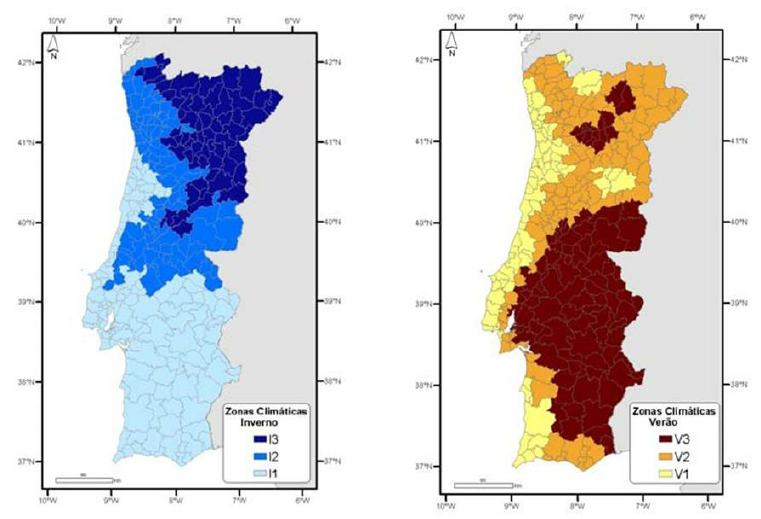 10°W 9°W 8°W 7°W 6°W
N
42°N 42°N
41°N 41°N
40°N 40°N
39°N 39°N
38°N 38°N
37°N 37°N
Zonas Climáticas
Inverno
I3
I2
I1
10°W 9°W 8°W 7°W 6°W
10°W 9°W 8°W 7°W 6°W
N
42°N 42°N
41°N 41°N
40°N 40°N
39°N 39°N
38°N 38°N
37°N 37°N
Zonas Climáticas
Verão
V3
V2
V1
10°W 9°W 8°W 7°W 6°W